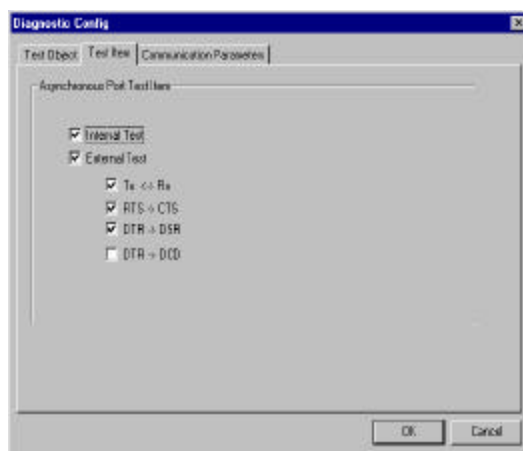 Diagnostic Config
Test Object
Test Item
Communication Parameters
Asynchronous Port Test Item
Internal Test
External Test
Tx <-> Rx
RTS -> CTS
DTR -> DSR
DTR -> DCD
OK
Cancel